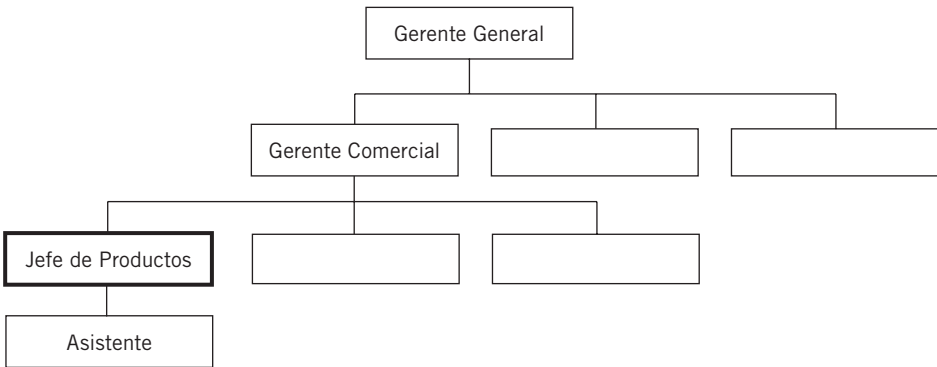 Gerente General
Gerente Comercial
Jefe de Productos
Asistente